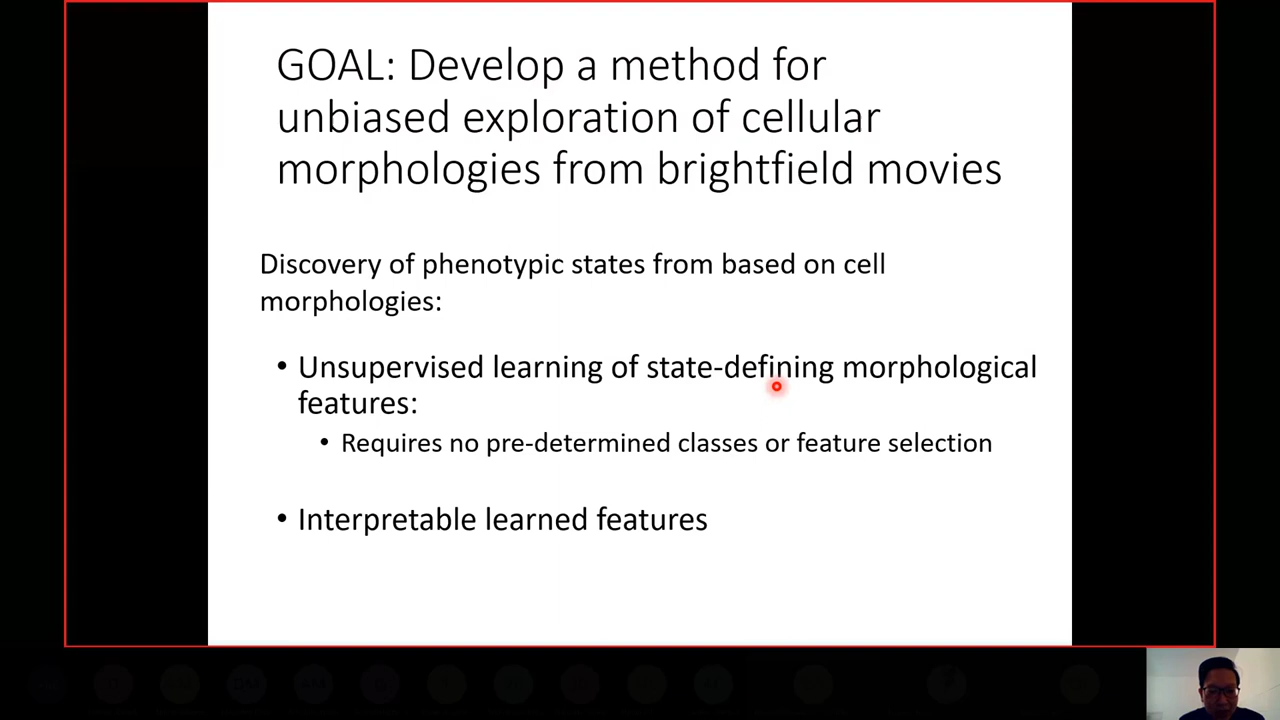 GOAL: Develop a method for
unbiased exploration of cellular
morphologies from brightfield movies
Discovery of phenotypic states from based on cell
morphologies:
• Unsupervised learning of state-defining morphological
features:
• Requires no pre-determined classes or feature selection
• Interpretable learned features